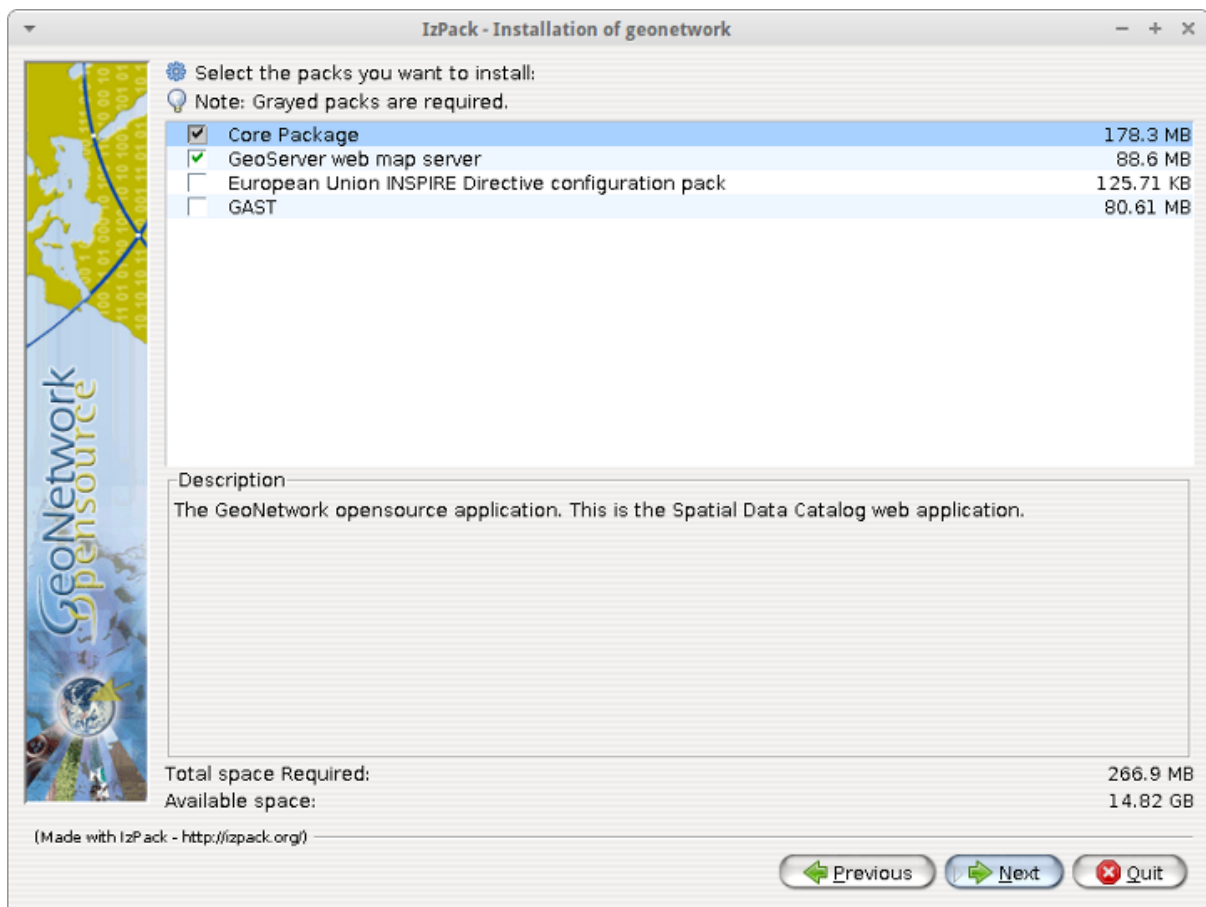 IzPack - Installation of geonetwork
Select the packs you want to install:
Note: Grayed packs are required.
Core Package 178.3 MB
GeoServer web map server 88.6 MB
European Union INSPIRE Directive configuration pack 125.71 KB
GAST 80.61 MB
GeoNetwork
opensource
Description
The GeoNetwork opensource application. This is the Spatial Data Catalog web application.
Total space Required: 266.9 MB
Available space: 14.82 GB
(Made with IzPack - http://izpack.org/)
Previous Next Quit